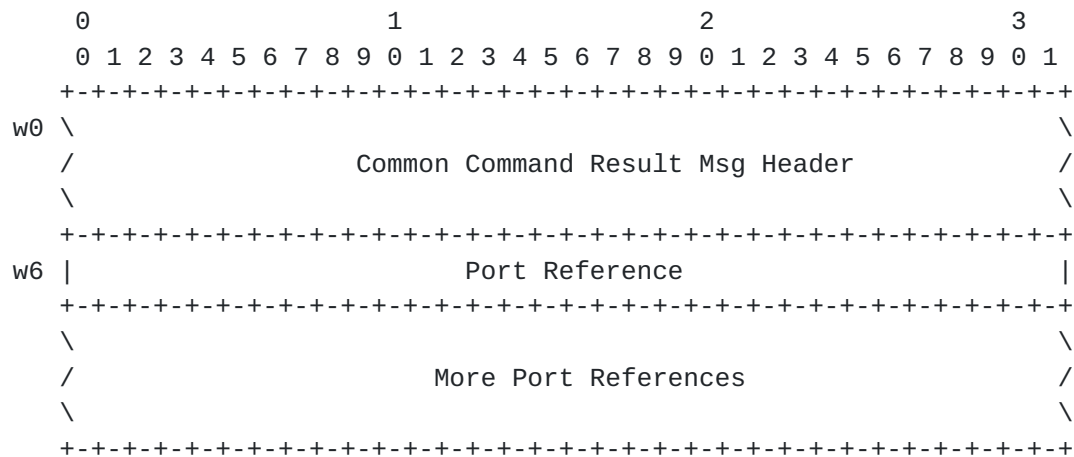 0                   1                   2                   3
 0 1 2 3 4 5 6 7 8 9 0 1 2 3 4 5 6 7 8 9 0 1 2 3 4 5 6 7 8 9 0 1
+-+-+-+-+-+-+-+-+-+-+-+-+-+-+-+-+-+-+-+-+-+-+-+-+-+-+-+-+-+-+-+-+
w0 \                                                               \
/                  Common Command Result Msg Header             /
\                                                               \
+-+-+-+-+-+-+-+-+-+-+-+-+-+-+-+-+-+-+-+-+-+-+-+-+-+-+-+-+-+-+-+-+
w6 |                         Port Reference                        |
+-+-+-+-+-+-+-+-+-+-+-+-+-+-+-+-+-+-+-+-+-+-+-+-+-+-+-+-+-+-+-+-+
\                                                               \
/                       More Port References                    /
\                                                               \
+-+-+-+-+-+-+-+-+-+-+-+-+-+-+-+-+-+-+-+-+-+-+-+-+-+-+-+-+-+-+-+-+